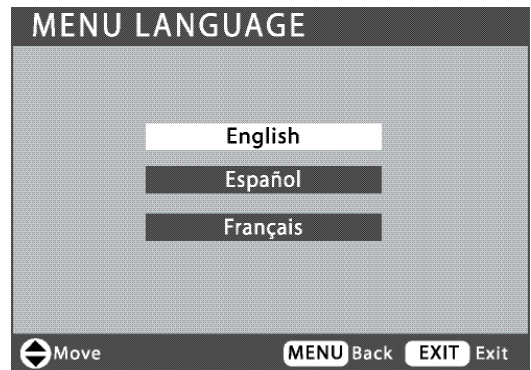 MENU LANGUAGE
English
Español
Français
Move MENU Back EXIT Exit